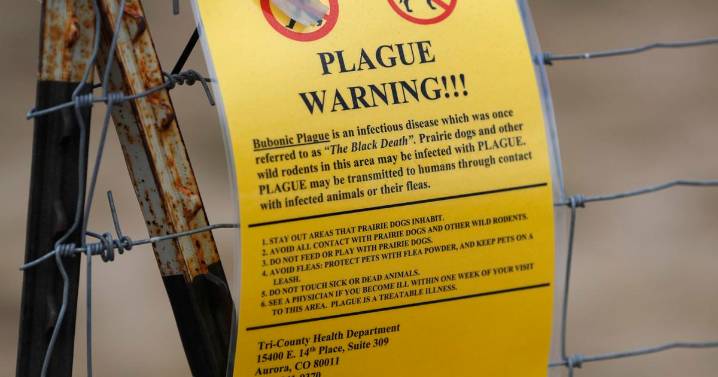 PLAGUE
WARNING!!!
Bubonic Plague is an infectious disease which was once
referred to as “The Black Death”. Prairie dogs and other
wild rodents in this area may be infected with PLAGUE.
PLAGUE may be transmitted to humans through contact
with infected animals or their fleas.
1. STAY OUT AREAS THAT PRAIRIE DOGS INHABIT.
2. AVOID ALL CONTACT WITH PRAIRIE DOGS AND OTHER WILD RODENTS.
3. DO NOT FEED OR PLAY WITH PRAIRIE DOGS.
4. AVOID FLEAS: PROTECT PETS WITH FLEA POWDER, AND KEEP PETS ON A
LEASH.
5. DO NOT TOUCH SICK OR DEAD ANIMALS.
6. SEE A PHYSICIAN IF YOU BECOME ILL WITHIN ONE WEEK OF YOUR VISIT
TO THIS AREA. PLAGUE IS A TREATABLE ILLNESS.
Tri-County Health Department
15400 E. 14th Place, Suite 309
Aurora, CO 80011